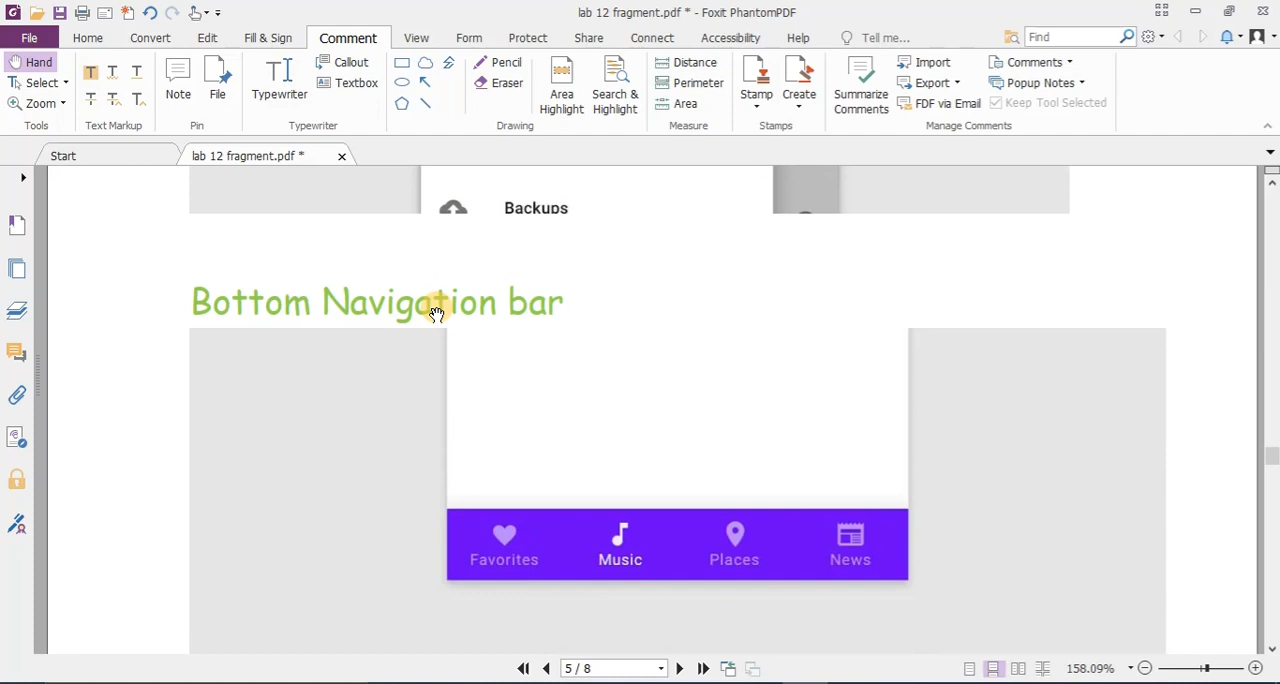 lab 12 fragment.pdf * - Foxit PhantomPDF
File Home Convert Edit Fill & Sign Comment View Form Protect Share Connect Accessibility Help Tell me... Find
Hand
Select
Zoom
Tools
Text Markup
Note
File
Pin
Typewriter
Callout
Textbox
Typewriter
Pencil
Eraser
Area Highlight
Search & Highlight
Drawing
Distance
Perimeter
Area
Measure
Stamp
Create
Stamps
Summarize Comments
Import
Export
FDF via Email
Comments
Popup Notes
Keep Tool Selected
Manage Comments
Start
lab 12 fragment.pdf *
Backups
Bottom Navigation bar
Favorites Music Places News
5 / 8
158.09%